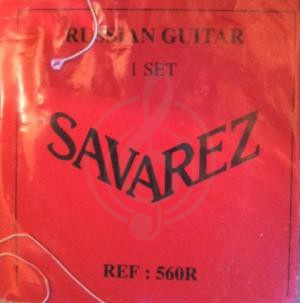 RUSSIAN GUITAR
1 SET
SAVAREZ
REF : 560R